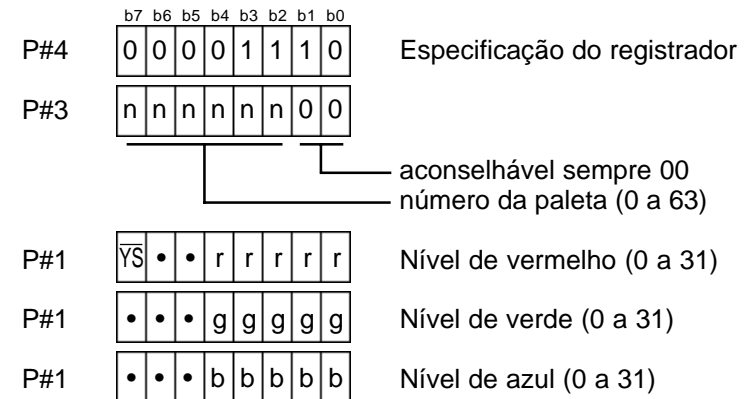 b7 b6 b5 b4 b3 b2 b1 b0
P#4 0 0 0 0 1 1 1 0 Especificação do registrador
P#3 n n n n n n 0 0
aconselhável sempre 00
número da paleta (0 a 63)
P#1 Y̅S̅ • • r r r r r Nível de vermelho (0 a 31)
P#1 • • • g g g g g Nível de verde (0 a 31)
P#1 • • • b b b b b Nível de azul (0 a 31)